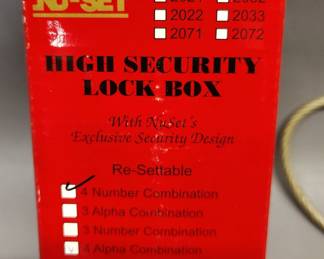 NU-SET
2022 2033
2071 2072
HIGH SECURITY
LOCK BOX
With NuSet's
Exclusive Security Design
Re-Settable
4 Number Combination
3 Alpha Combination
3 Number Combination
4 Alpha Combination